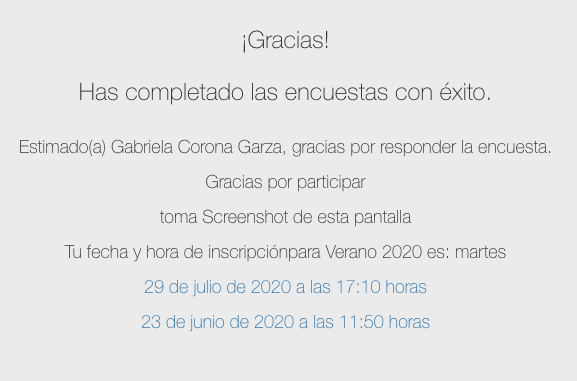 ¡Gracias!
Has completado las encuestas con éxito.
Estimado(a) Gabriela Corona Garza, gracias por responder la encuesta.
Gracias por participar
toma Screenshot de esta pantalla
Tu fecha y hora de inscripciónpara Verano 2020 es: martes
29 de julio de 2020 a las 17:10 horas
23 de junio de 2020 a las 11:50 horas